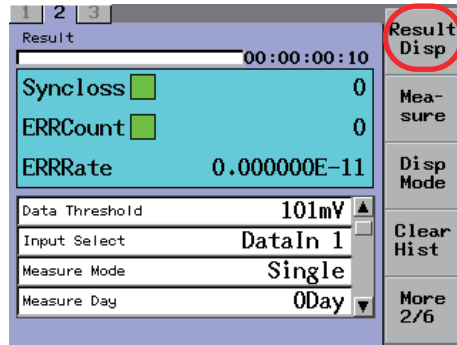 1 2 3
Result
00:00:00:10
Syncloss 0
ERRCount 0
ERRRate 0.000000E-11
Data Threshold 101mV
Input Select DataIn 1
Measure Mode Single
Measure Day 0Day
Result
Disp
Mea-
sure
Disp
Mode
Clear
Hist
More
2/6